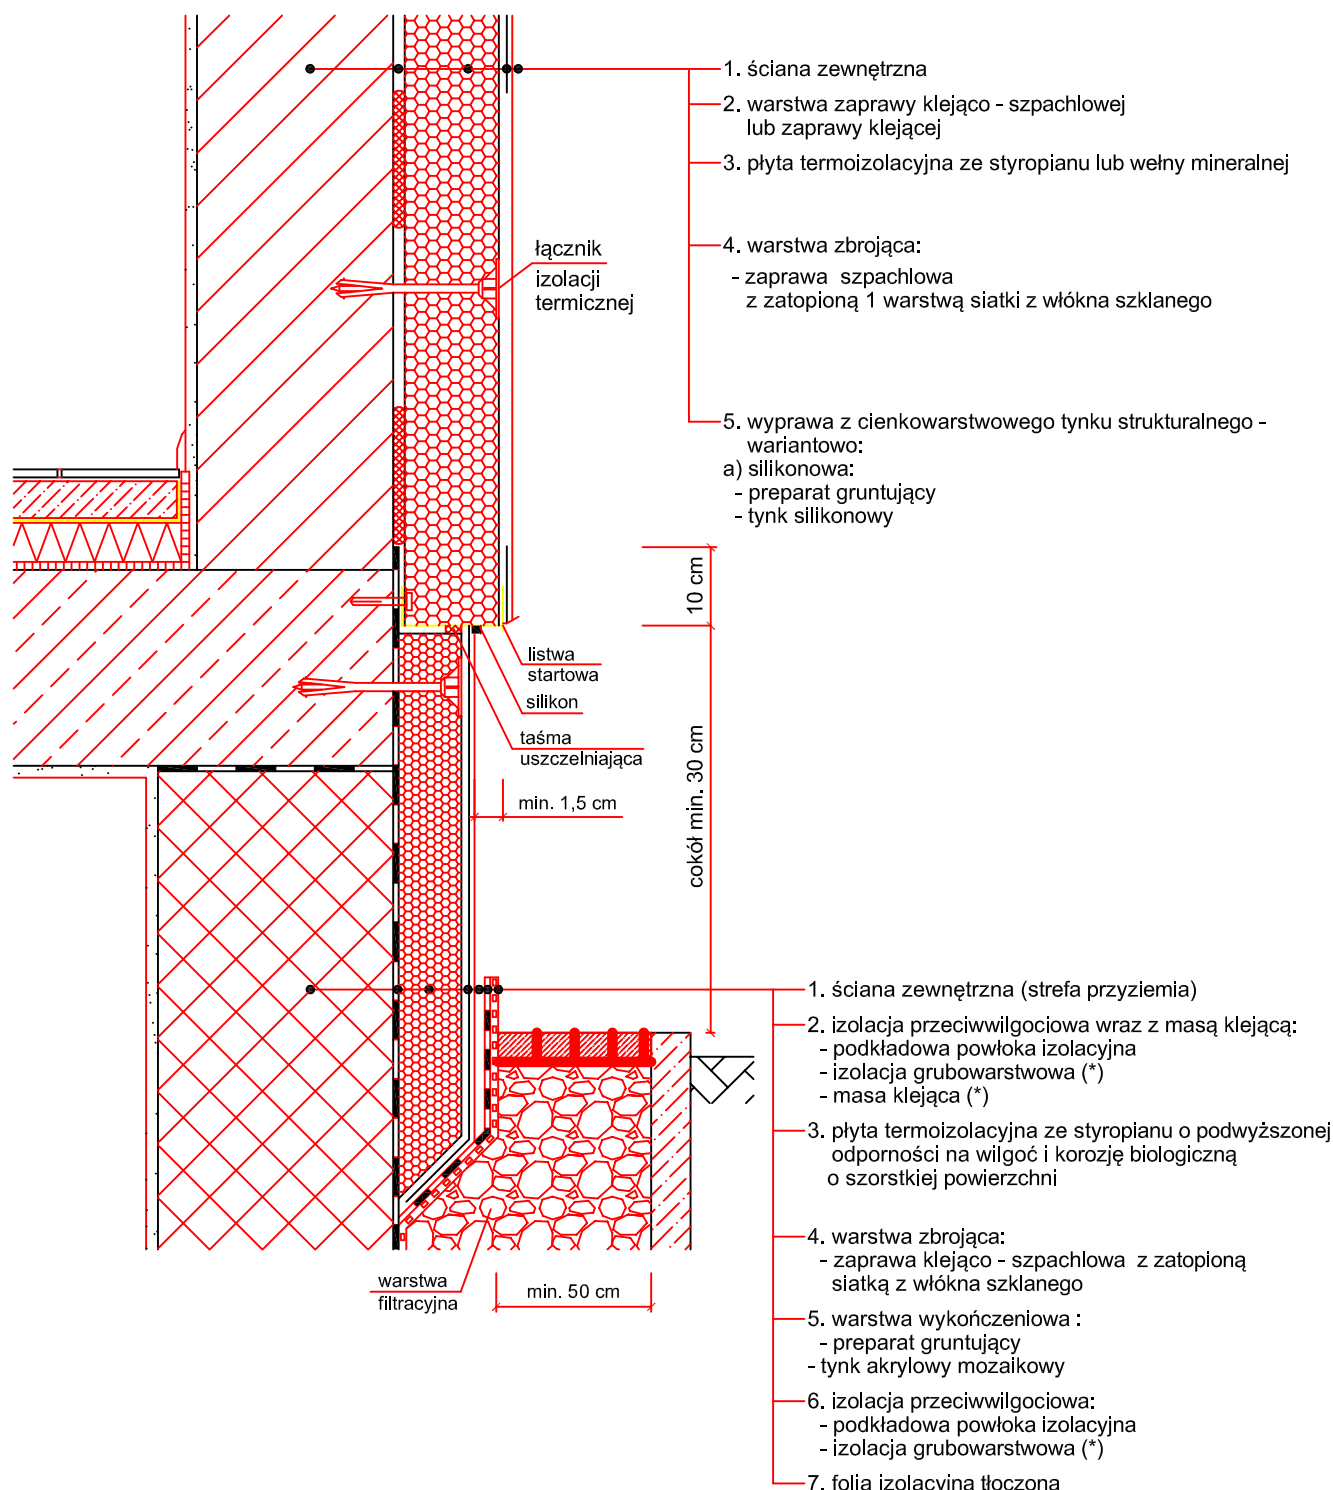 1. ściana zewnętrzna
2. warstwa zaprawy klejąco - szpachlowej
lub zaprawy klejącej
3. płyta termoizolacyjna ze styropianu lub wełny mineralnej
łącznik
izolacji
termicznej
4. warstwa zbrojąca:
- zaprawa szpachlowa
z zatopioną 1 warstwą siatki z włókna szklanego
5. wyprawa z cienkowarstwowego tynku strukturalnego -
wariantowo:
a) silikonowa:
- preparat gruntujący
- tynk silikonowy
10 cm
listwa
startowa
silikon
taśma
uszczelniająca
min. 1,5 cm
cokół min. 30 cm
1. ściana zewnętrzna (strefa przyziemia)
2. izolacja przeciwwilgociowa wraz z masą klejącą:
- podkładowa powłoka izolacyjna
- izolacja grubowarstwowa (*)
- masa klejąca (*)
3. płyta termoizolacyjna ze styropianu o podwyższonej
odporności na wilgoć i korozję biologiczną
o szorstkiej powierzchni
4. warstwa zbrojąca:
- zaprawa klejąco - szpachlowa z zatopioną
siatką z włókna szklanego
warstwa
filtracyjna
min. 50 cm
5. warstwa wykończeniowa :
- preparat gruntujący
- tynk akrylowy mozaikowy
6. izolacja przeciwwilgociowa:
- podkładowa powłoka izolacyjna
- izolacja grubowarstwowa (*)
7. folia izolacyjna tłoczona